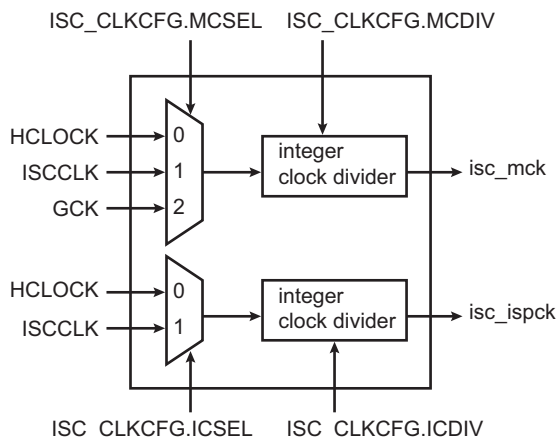 ISC_CLKCFG.MCSEL ISC_CLKCFG.MCDIV
HCLOCK 0
ISCCLK 1
GCK 2
integer
clock divider
isc_mck
HCLOCK 0
ISCCLK 1
integer
clock divider
isc_ispck
ISC_CLKCFG.ICSEL ISC_CLKCFG.ICDIV